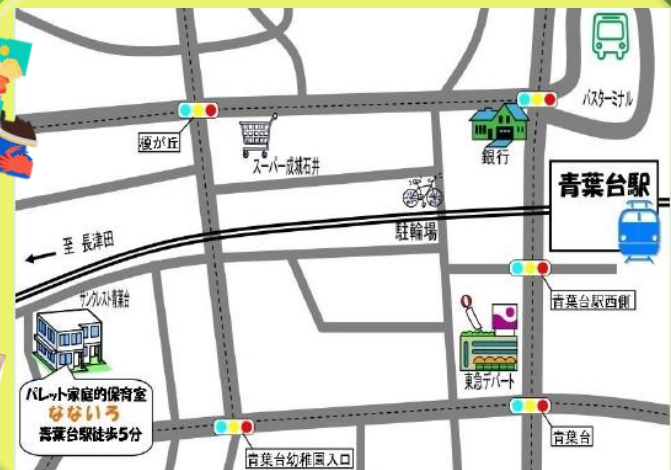 バスターミナル
榎が丘
スーパー成城石井
銀行
青葉台駅
駐輪場
至 長津田
サンクレスト青葉台
青葉台駅西側
東急デパート
パレット家庭的保育室
なないろ
青葉台駅徒歩5分
青葉台
青葉台幼稚園入口